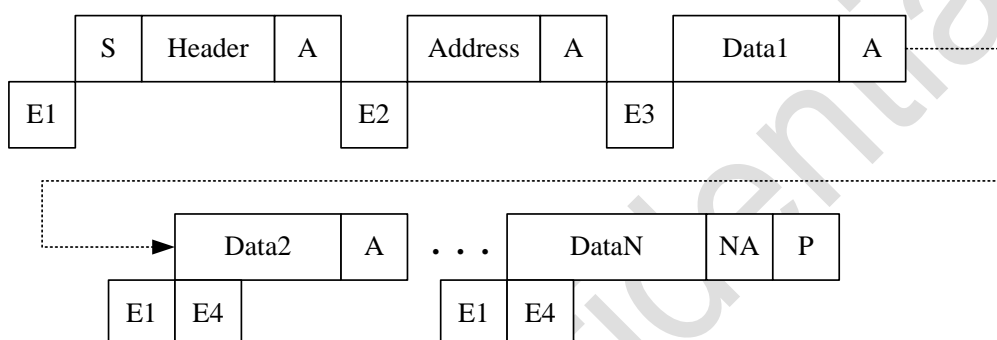 S Header A Address A Data1 A
E1 E2 E3
Data2 A . . . DataN NA P
E1 E4 E1 E4